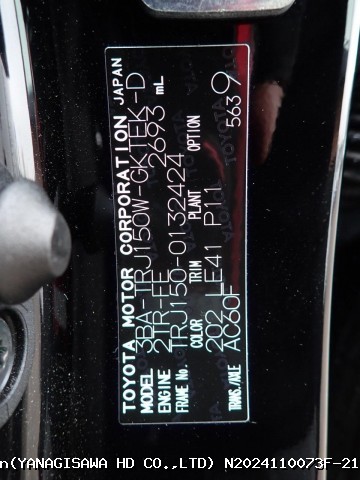 TOYOTA MOTOR CORPORATION JAPAN
MODEL 3BA-TRJ150W-GKTEK-D
ENGINE 2TR-FE 2693 mL
FRAME No. TRJ150-0132424
COLOR TRIM PLANT OPTION
202 LE41 P11 5639
TRANS./AXLE AC60F
n(YANAGISAWA HD CO.,LTD) N2024110073F-21